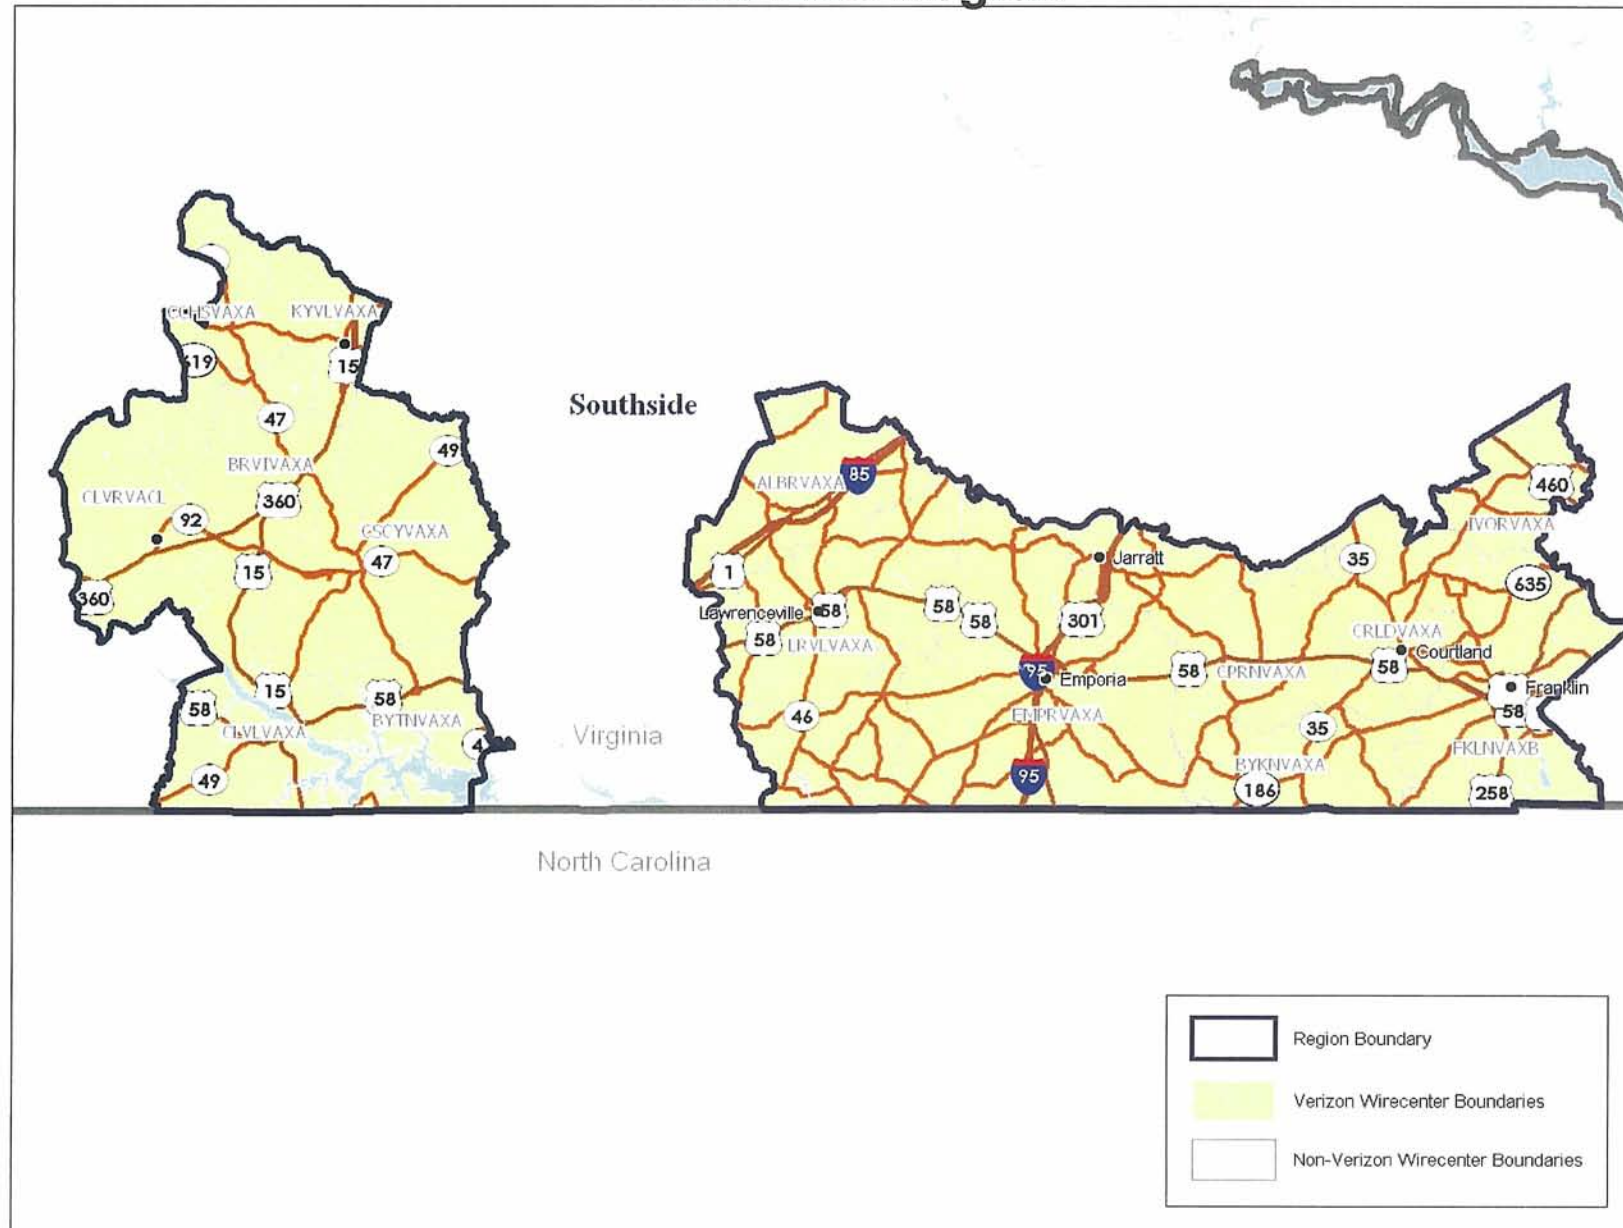 KYVLVAXA
15
47
49
BRVIVAXA
CLVRVACL
360
92
GSCYVAXA
47
15
360
15
58
58
BYTNVAXA
CLVLVAXA
49
Southside
ALBRVAXA
85
1
Jarratt
Lawrenceville
58
58
58
301
58
LRVLVAXA
95
Emporia
46
EMPRVAXA
95
58
CPRNVAXA
35
460
IVORVAXA
635
CRLDVAXA
Courtland
58
Franklin
58
35
FKLNVAXB
BYKNVAXA
186
258
Virginia
North Carolina
Region Boundary
Verizon Wirecenter Boundaries
Non-Verizon Wirecenter Boundaries